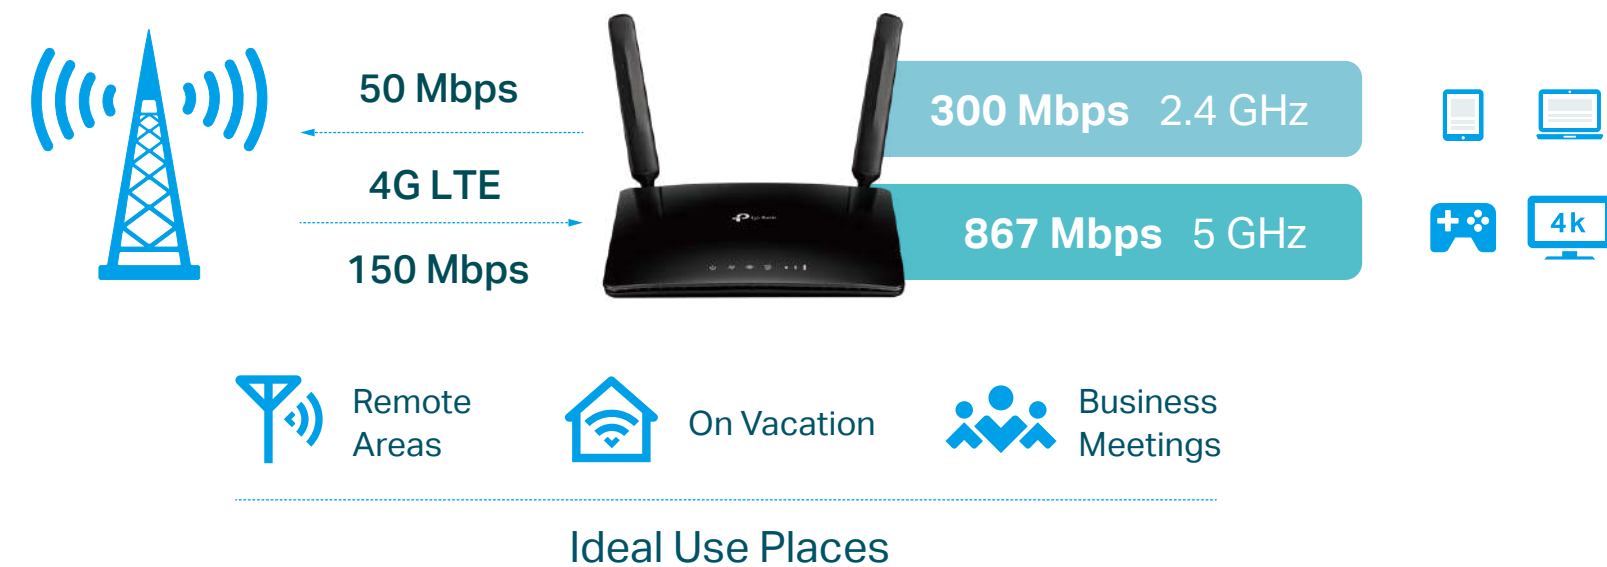 50 Mbps
4G LTE
150 Mbps
300 Mbps 2.4 GHz
867 Mbps 5 GHz
4k
Remote
Areas
On Vacation
Business
Meetings
Ideal Use Places